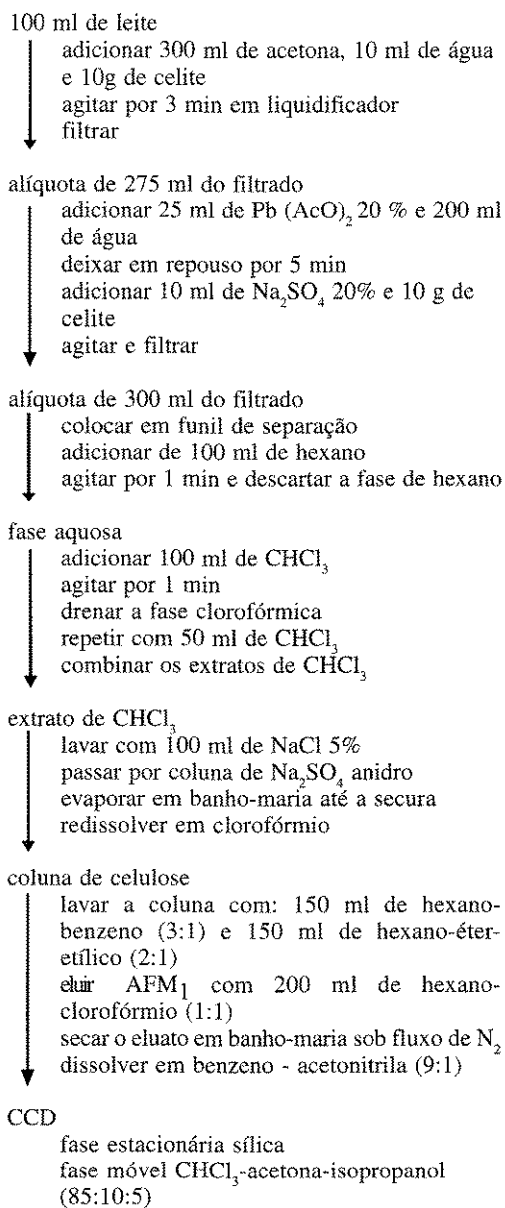 100 ml de leite
adicionar 300 ml de acetona, 10 ml de água
e 10g de celite
agitar por 3 min em liquidificador
filtrar
alíquota de 275 ml do filtrado
adicionar 25 ml de Pb (AcO)₂ 20 % e 200 ml
de água
deixar em repouso por 5 min
adicionar 10 ml de Na₂SO₄ 20% e 10 g de
celite
agitar e filtrar
alíquota de 300 ml do filtrado
colocar em funil de separação
adicionar de 100 ml de hexano
agitar por 1 min e descartar a fase de hexano
fase aquosa
adicionar 100 ml de CHCl₃
agitar por 1 min
drenar a fase clorofórmica
repetir com 50 ml de CHCl₃
combinar os extratos de CHCl₃
extrato de CHCl₃
lavar com 100 ml de NaCl 5%
passar por coluna de Na₂SO₄ anidro
evaporar em banho-maria até a secura
redissolver em clorofórmio
coluna de celulose
lavar a coluna com: 150 ml de hexano-
benzeno (3:1) e 150 ml de hexano-éter-
etílico (2:1)
eluir AFM₁ com 200 ml de hexano-
clorofórmio (1:1)
secar o eluato em banho-maria sob fluxo de N₂
dissolver em benzeno - acetonitrila (9:1)
CCD
fase estacionária sílica
fase móvel CHCl₃-acetona-isopropanol
(85:10:5)